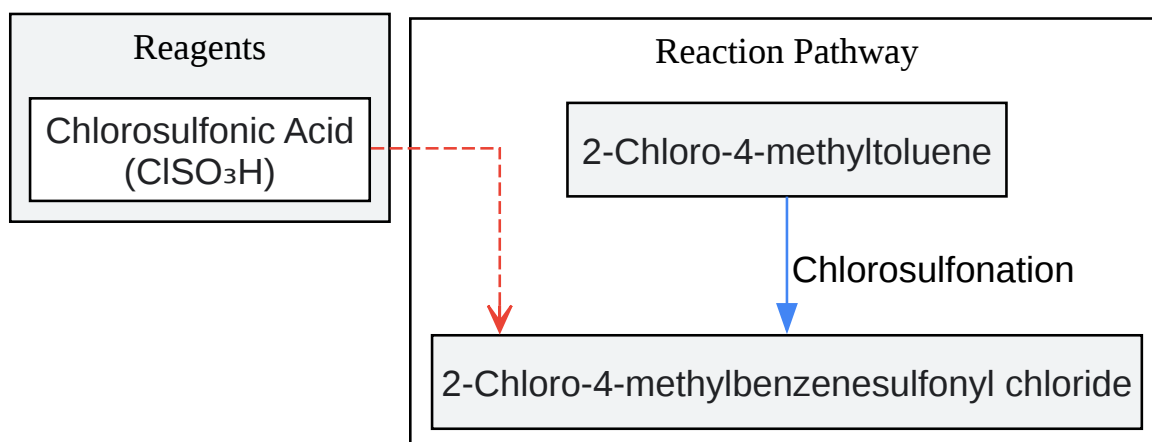 Reagents
Chlorosulfonic Acid
(ClSO₃H)
Reaction Pathway
2-Chloro-4-methyltoluene
Chlorosulfonation
2-Chloro-4-methylbenzenesulfonyl chloride